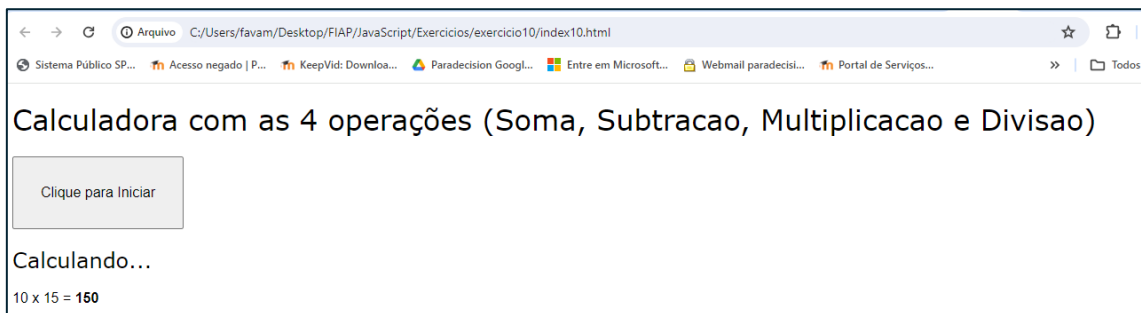 Arquivo C:/Users/favam/Desktop/FIAP/JavaScript/Exercicios/exercicio10/index10.html
Sistema Público SP... Acesso negado | P... KeepVid: Downloa... Paradecision Googl... Entre em Microsoft... Webmail paradecisi... Portal de Serviços... » Todos
Calculadora com as 4 operações (Soma, Subtracao, Multiplicacao e Divisao)
Clique para Iniciar
Calculando...
10 x 15 = 150